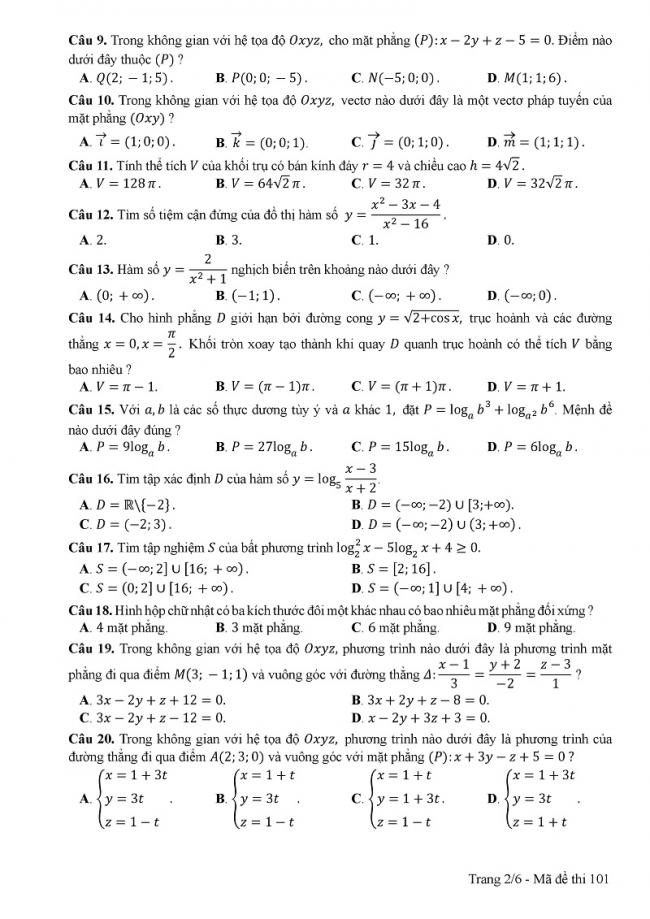 Câu 9. Trong không gian với hệ tọa độ Oxyz, cho mặt phẳng (P): x − 2y + z − 5 = 0. Điểm nào
dưới đây thuộc (P) ?
A. Q(2; −1; 5). B. P(0; 0; −5). C. N(−5; 0; 0). D. M(1; 1; 6).
Câu 10. Trong không gian với hệ tọa độ Oxyz, vectơ nào dưới đây là một vectơ pháp tuyến của
mặt phẳng (Oxy) ?
A. i⃗ = (1; 0; 0). B. k⃗ = (0; 0; 1). C. j⃗ = (0; 1; 0). D. m⃗ = (1; 1; 1).
Câu 11. Tính thể tích V của khối trụ có bán kính đáy r = 4 và chiều cao h = 4√2.
A. V = 128π. B. V = 64√2π. C. V = 32π. D. V = 32√2π.
Câu 12. Tìm số tiệm cận đứng của đồ thị hàm số y = (x² − 3x − 4)/(x² − 16).
A. 2. B. 3. C. 1. D. 0.
Câu 13. Hàm số y = 2/(x² + 1) nghịch biến trên khoảng nào dưới đây ?
A. (0; +∞). B. (−1; 1). C. (−∞; +∞). D. (−∞; 0).
Câu 14. Cho hình phẳng D giới hạn bởi đường cong y = √(2+cos x), trục hoành và các đường
thẳng x = 0, x = π/2. Khối tròn xoay tạo thành khi quay D quanh trục hoành có thể tích V bằng
bao nhiêu ?
A. V = π − 1. B. V = (π − 1)π. C. V = (π + 1)π. D. V = π + 1.
Câu 15. Với a, b là các số thực dương tùy ý và a khác 1, đặt P = logₐ b³ + log_{a²} b⁶. Mệnh đề
nào dưới đây đúng ?
A. P = 9logₐ b. B. P = 27logₐ b. C. P = 15logₐ b. D. P = 6logₐ b.
Câu 16. Tìm tập xác định D của hàm số y = log₅ (x − 3)/(x + 2).
A. D = ℝ\{−2}. B. D = (−∞; −2) ∪ [3; +∞).
C. D = (−2; 3). D. D = (−∞; −2) ∪ (3; +∞).
Câu 17. Tìm tập nghiệm S của bất phương trình log₂² x − 5log₂ x + 4 ≥ 0.
A. S = (−∞; 2] ∪ [16; +∞). B. S = [2; 16].
C. S = (0; 2] ∪ [16; +∞). D. S = (−∞; 1] ∪ [4; +∞).
Câu 18. Hình hộp chữ nhật có ba kích thước đôi một khác nhau có bao nhiêu mặt phẳng đối xứng ?
A. 4 mặt phẳng. B. 3 mặt phẳng. C. 6 mặt phẳng. D. 9 mặt phẳng.
Câu 19. Trong không gian với hệ tọa độ Oxyz, phương trình nào dưới đây là phương trình mặt
phẳng đi qua điểm M(3; −1; 1) và vuông góc với đường thẳng Δ: (x − 1)/3 = (y + 2)/−2 = (z − 3)/1 ?
A. 3x − 2y + z + 12 = 0. B. 3x + 2y + z − 8 = 0.
C. 3x − 2y + z − 12 = 0. D. x − 2y + 3z + 3 = 0.
Câu 20. Trong không gian với hệ tọa độ Oxyz, phương trình nào dưới đây là phương trình của
đường thẳng đi qua điểm A(2; 3; 0) và vuông góc với mặt phẳng (P): x + 3y − z + 5 = 0 ?
x = 1 + 3t x = 1 + t x = 1 + t x = 1 + 3t
A. { y = 3t . B. { y = 3t . C. { y = 1 + 3t. D. { y = 3t .
z = 1 − t z = 1 − t z = 1 − t z = 1 + t
Trang 2/6 - Mã đề thi 101